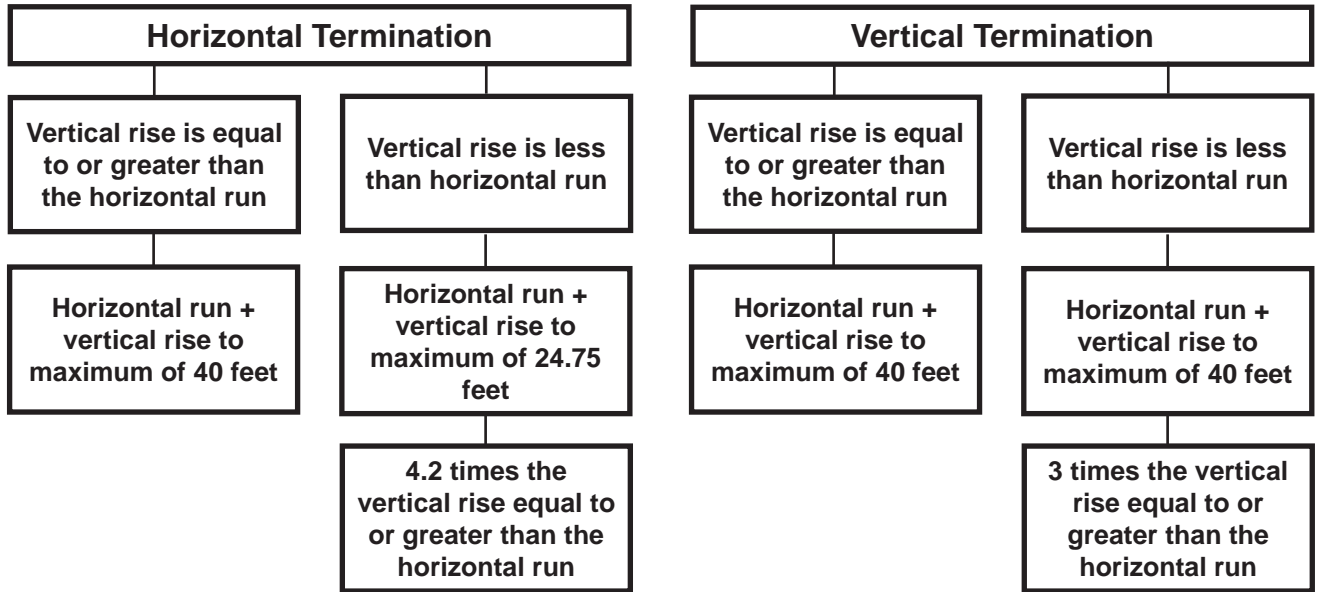 Horizontal Termination
Vertical rise is equal
to or greater than
the horizontal run
Horizontal run +
vertical rise to
maximum of 40 feet
Vertical rise is less
than horizontal run
Horizontal run +
vertical rise to
maximum of 24.75
feet
4.2 times the
vertical rise equal to
or greater than the
horizontal run
Vertical Termination
Vertical rise is equal
to or greater than
the horizontal run
Horizontal run +
vertical rise to
maximum of 40 feet
Vertical rise is less
than horizontal run
Horizontal run +
vertical rise to
maximum of 40 feet
3 times the vertical
rise equal to or
greater than the
horizontal run